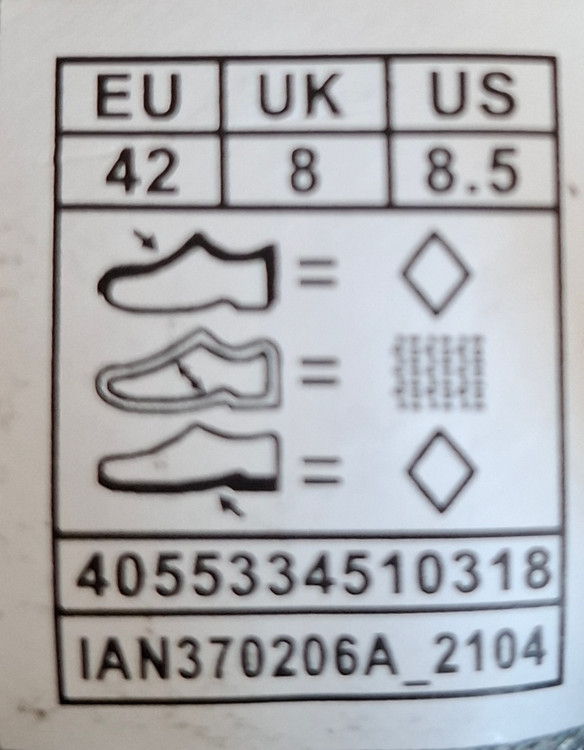 EU UK US
42 8 8.5
=
=
=
4055334510318
IAN370206A_2104